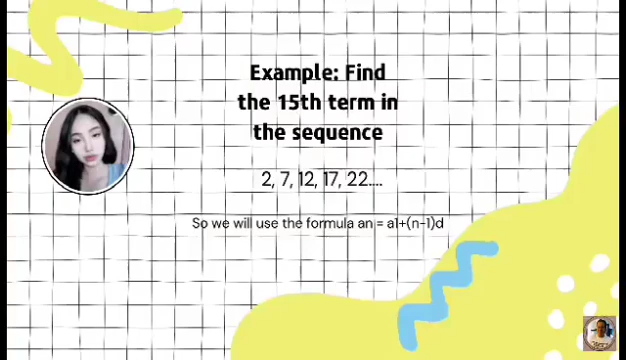 Example: Find
the 15th term in
the sequence
2, 7, 12, 17, 22....
So we will use the formula an = a1+(n-1)d